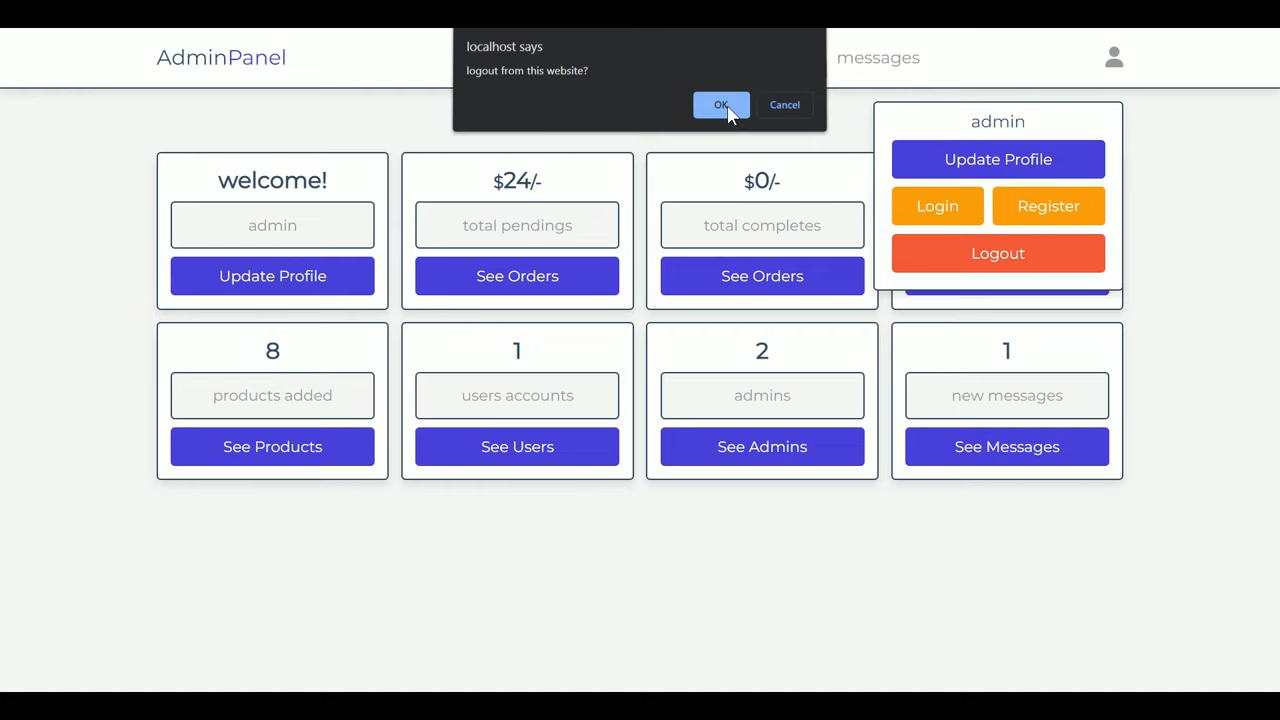 AdminPanel
messages
localhost says
logout from this website?
OK
Cancel
admin
Update Profile
Login
Register
Logout
welcome!
admin
Update Profile
$24/-
total pendings
See Orders
$0/-
total completes
See Orders
8
products added
See Products
1
users accounts
See Users
2
admins
See Admins
1
new messages
See Messages